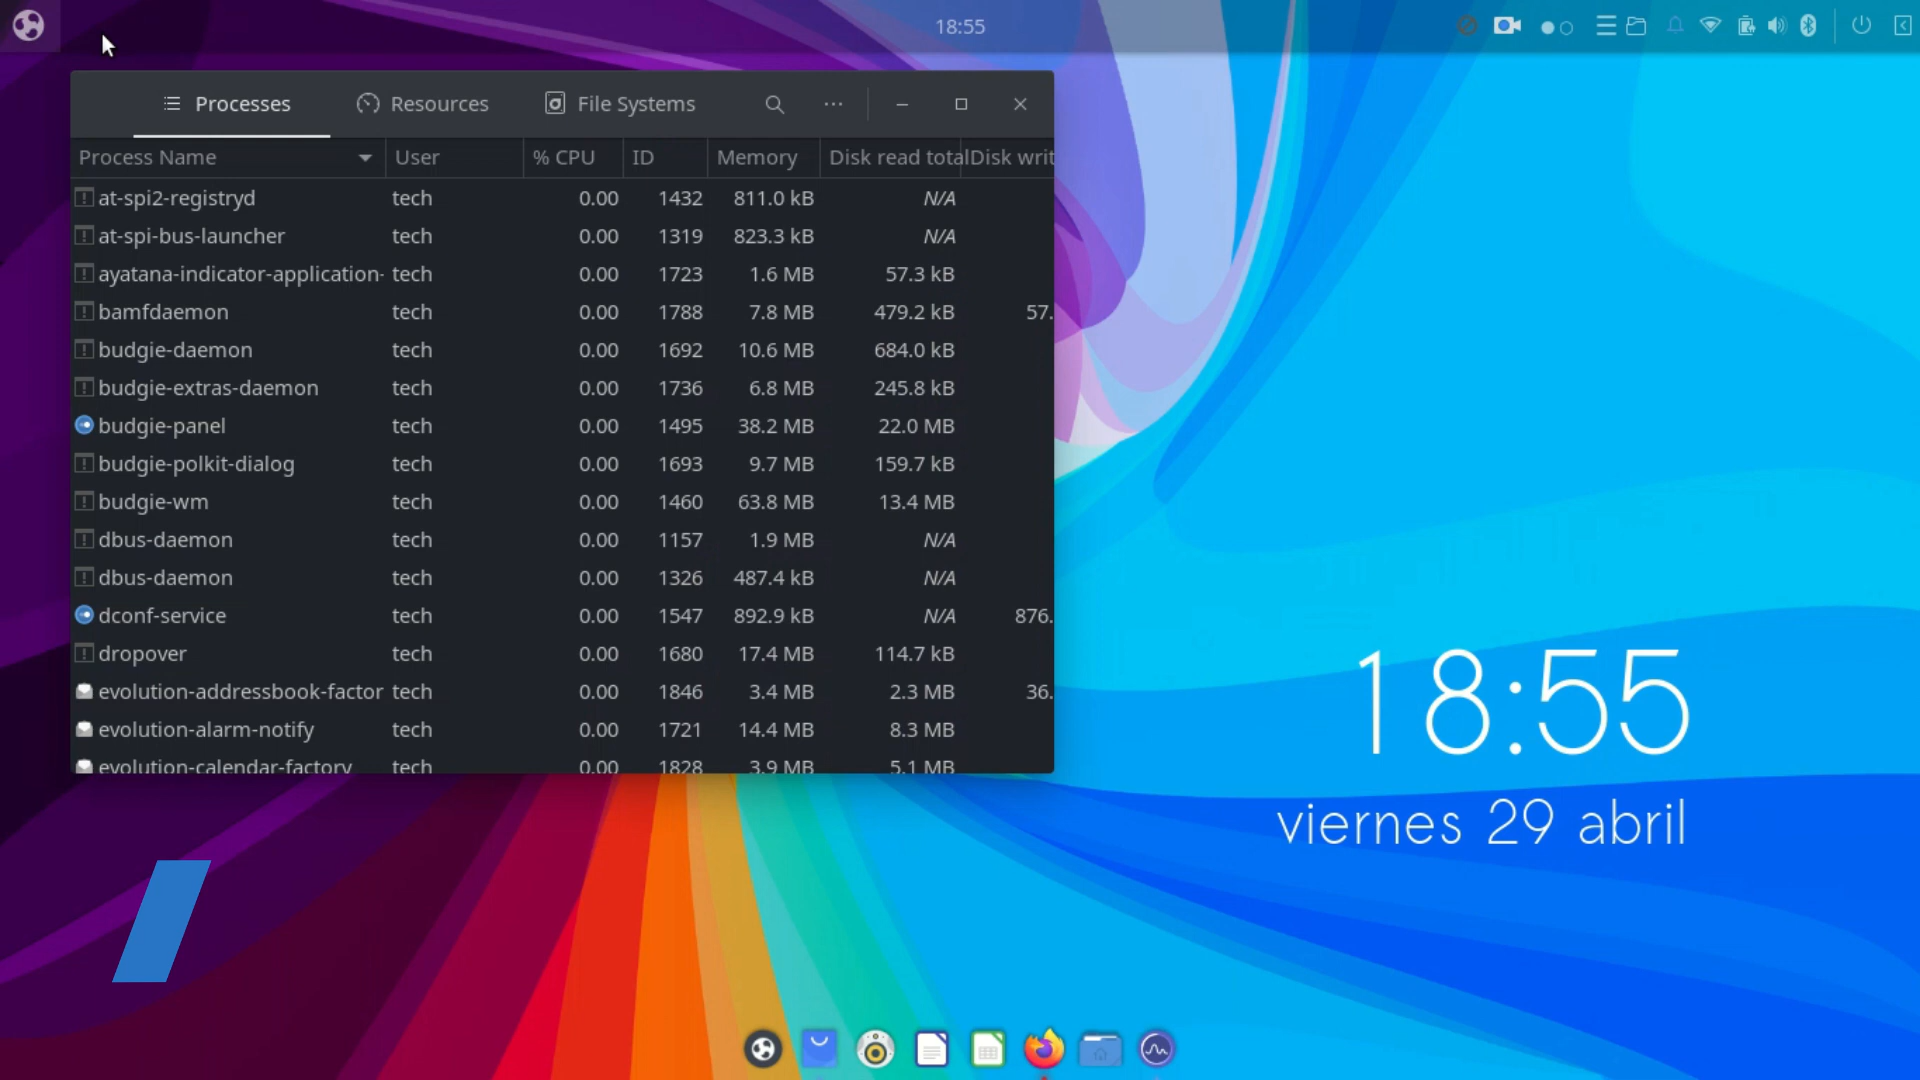 18:55
Processes Resources File Systems
Process Name User % CPU ID Memory Disk read total Disk writ
at-spi2-registryd tech 0.00 1432 811.0 kB N/A
at-spi-bus-launcher tech 0.00 1319 823.3 kB N/A
ayatana-indicator-application- tech 0.00 1723 1.6 MB 57.3 kB
bamfdaemon tech 0.00 1788 7.8 MB 479.2 kB 57.
budgie-daemon tech 0.00 1692 10.6 MB 684.0 kB
budgie-extras-daemon tech 0.00 1736 6.8 MB 245.8 kB
budgie-panel tech 0.00 1495 38.2 MB 22.0 MB
budgie-polkit-dialog tech 0.00 1693 9.7 MB 159.7 kB
budgie-wm tech 0.00 1460 63.8 MB 13.4 MB
dbus-daemon tech 0.00 1157 1.9 MB N/A
dbus-daemon tech 0.00 1326 487.4 kB N/A
dconf-service tech 0.00 1547 892.9 kB N/A 876.
dropover tech 0.00 1680 17.4 MB 114.7 kB
evolution-addressbook-factor tech 0.00 1846 3.4 MB 2.3 MB 36.
evolution-alarm-notify tech 0.00 1721 14.4 MB 8.3 MB
evolution-calendar-factory tech 0.00 1828 3.9 MB 5.1 MB
18:55
viernes 29 abril